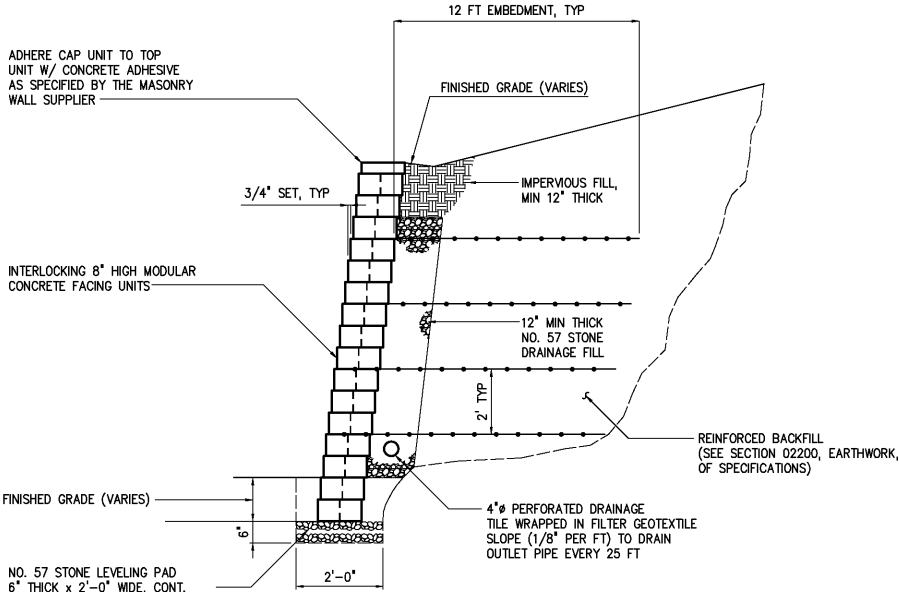 12 FT EMBEDMENT, TYP
ADHERE CAP UNIT TO TOP
UNIT W/ CONCRETE ADHESIVE
AS SPECIFIED BY THE MASONRY
WALL SUPPLIER
FINISHED GRADE (VARIES)
3/4" SET, TYP
IMPERVIOUS FILL,
MIN 12" THICK
INTERLOCKING 8" HIGH MODULAR
CONCRETE FACING UNITS
12" MIN THICK
NO. 57 STONE
DRAINAGE FILL
2' TYP
REINFORCED BACKFILL
(SEE SECTION 02200, EARTHWORK,
OF SPECIFICATIONS)
FINISHED GRADE (VARIES)
6"
4"ø PERFORATED DRAINAGE
TILE WRAPPED IN FILTER GEOTEXTILE
SLOPE (1/8" PER FT) TO DRAIN
OUTLET PIPE EVERY 25 FT
2'-0"
NO. 57 STONE LEVELING PAD
6" THICK x 2'-0" WIDE, CONT.